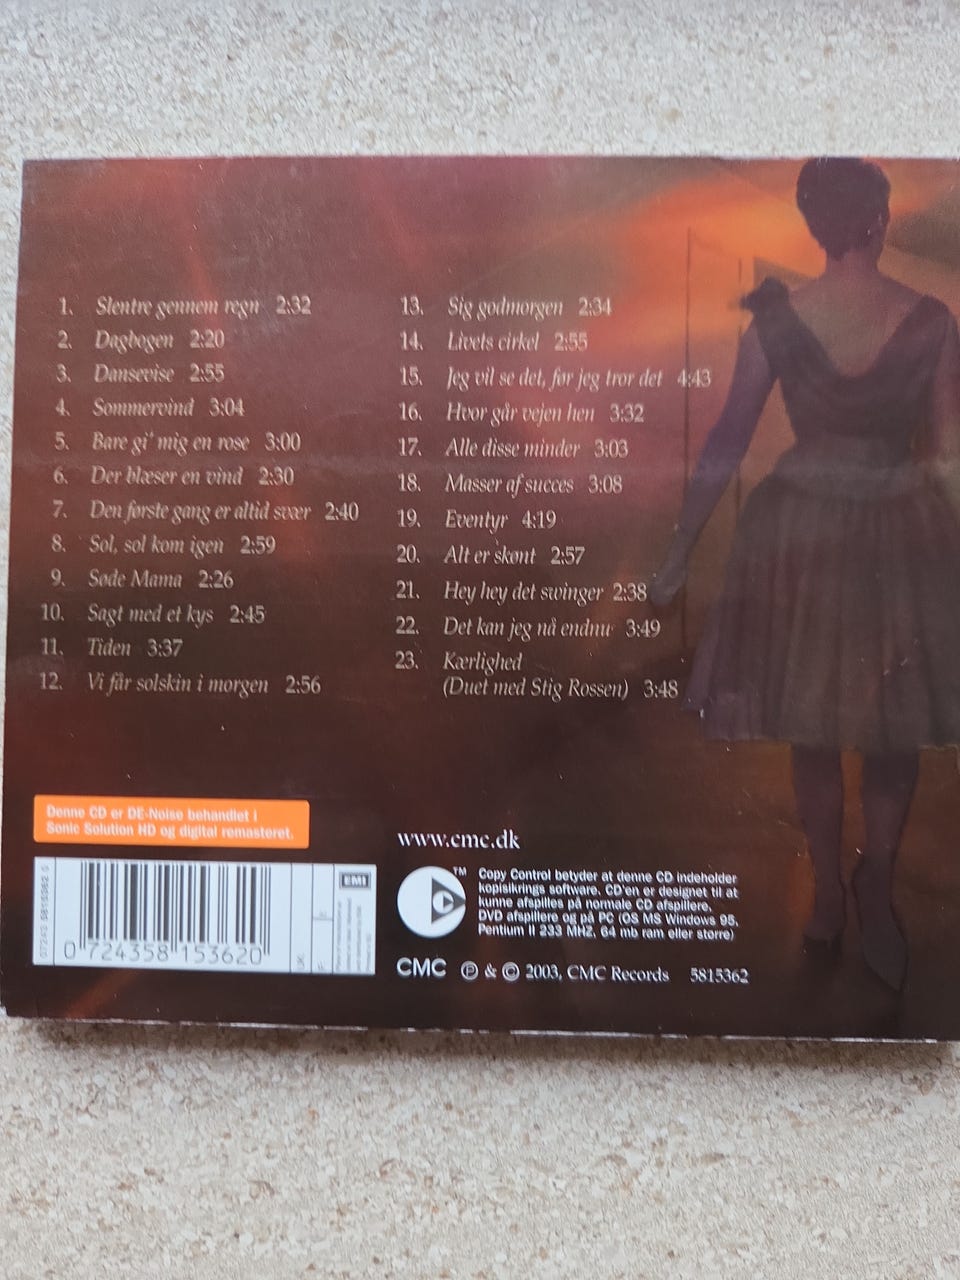 1. Slentre gennem regn 2:32
2. Dagbogen 2:20
3. Dansevise 2:55
4. Sommervind 3:04
5. Bare gi' mig en rose 3:00
6. Der blæser en vind 2:30
7. Den første gang er altid svær 2:40
8. Sol, sol kom igen 2:59
9. Søde Mama 2:26
10. Sagt med et kys 2:45
11. Tiden 3:37
12. Vi får solskin i morgen 2:56
13. Sig godmorgen 2:34
14. Livets cirkel 2:55
15. Jeg vil se det, før jeg tror det 4:43
16. Hvor går vejen hen 3:32
17. Alle disse minder 3:03
18. Masser af succes 3:08
19. Eventyr 4:19
20. Alt er skønt 2:57
21. Hey hey det swinger 2:38
22. Det kan jeg nå endnu 3:49
23. Kærlighed
(Duet med Stig Rossen) 3:48
Denne CD er DE-Noise behandlet i
Sonic Solution HD og digital remasteret.
EMI
0 724358 153620
www.cmc.dk
TM
Copy Control betyder at denne CD indeholder
kopisikrings software. CD'en er designet til at
kunne afspilles på normale CD afspillere,
DVD afspillere og på PC (OS MS Windows 95,
Pentium II 233 MHZ, 64 mb ram eller større)
CMC ℗ & © 2003, CMC Records 5815362